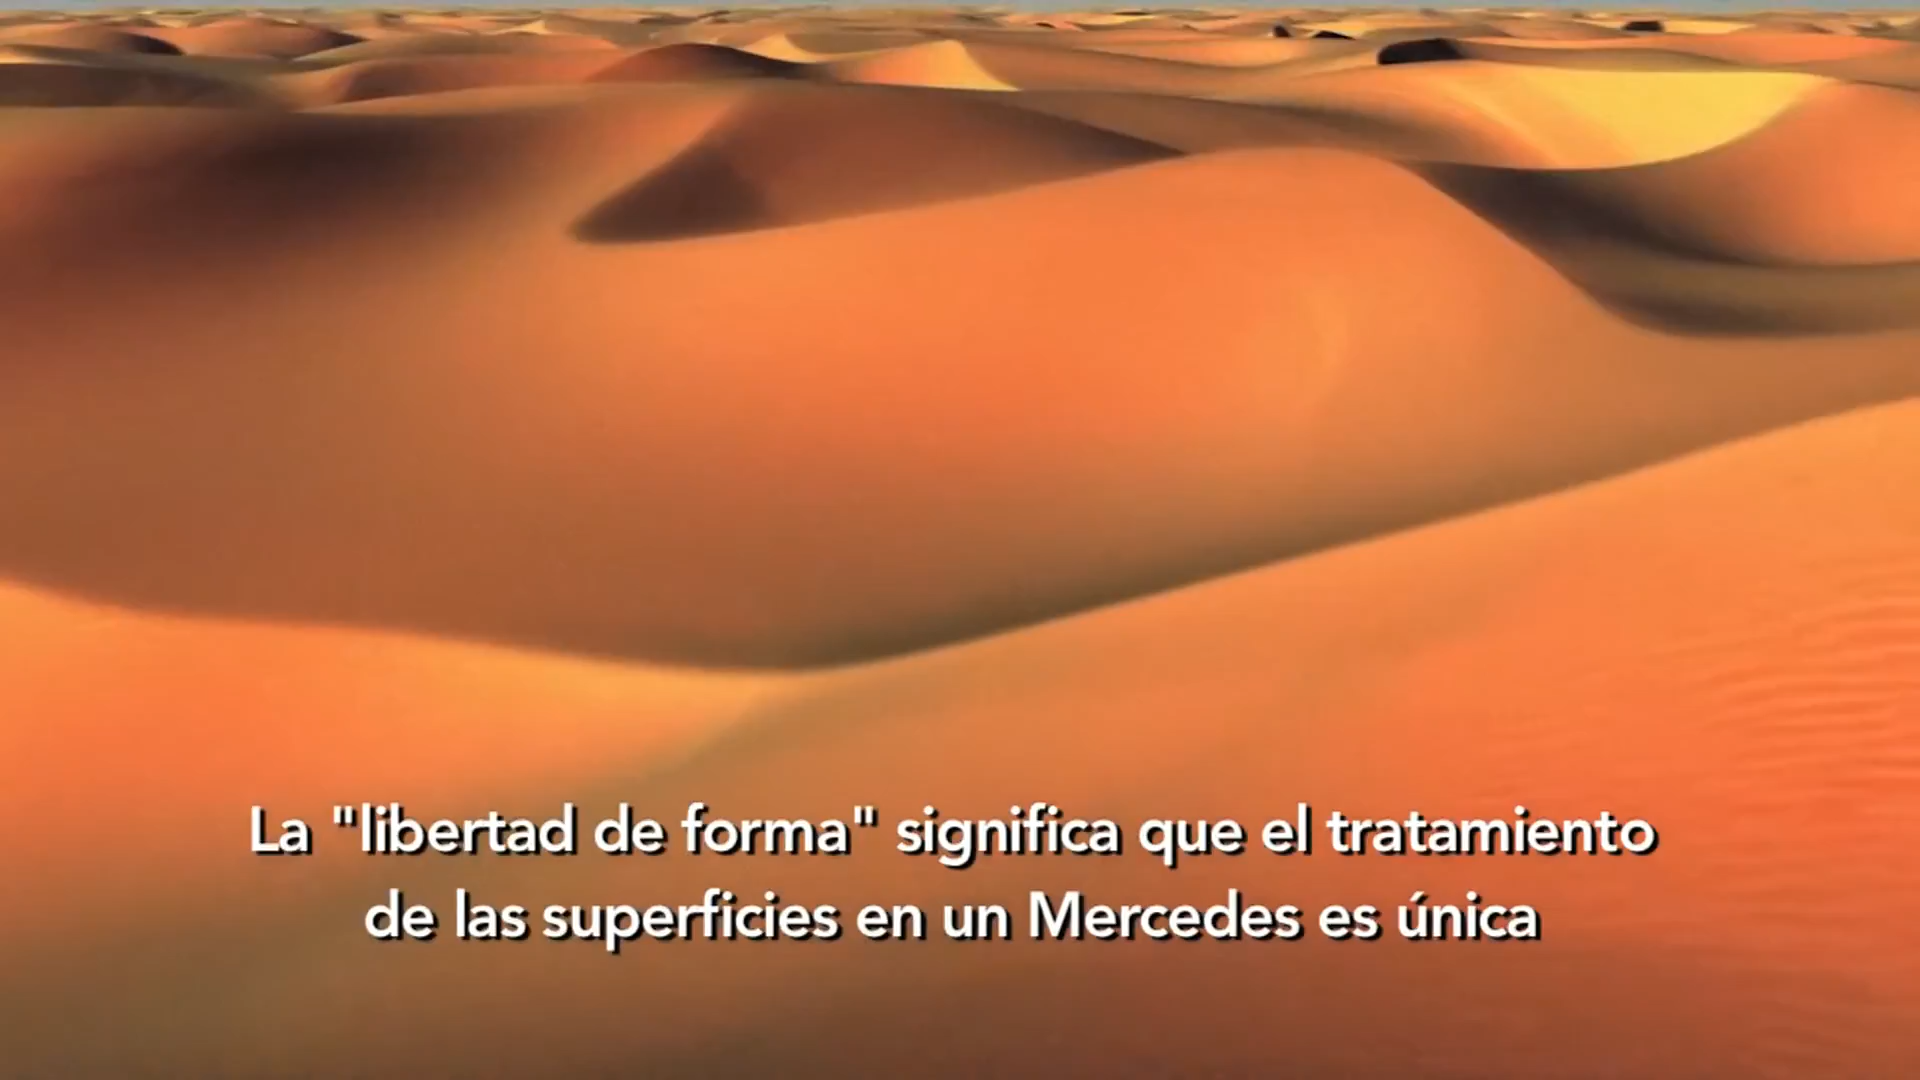 La "libertad de forma" significa que el tratamiento
de las superficies en un Mercedes es única